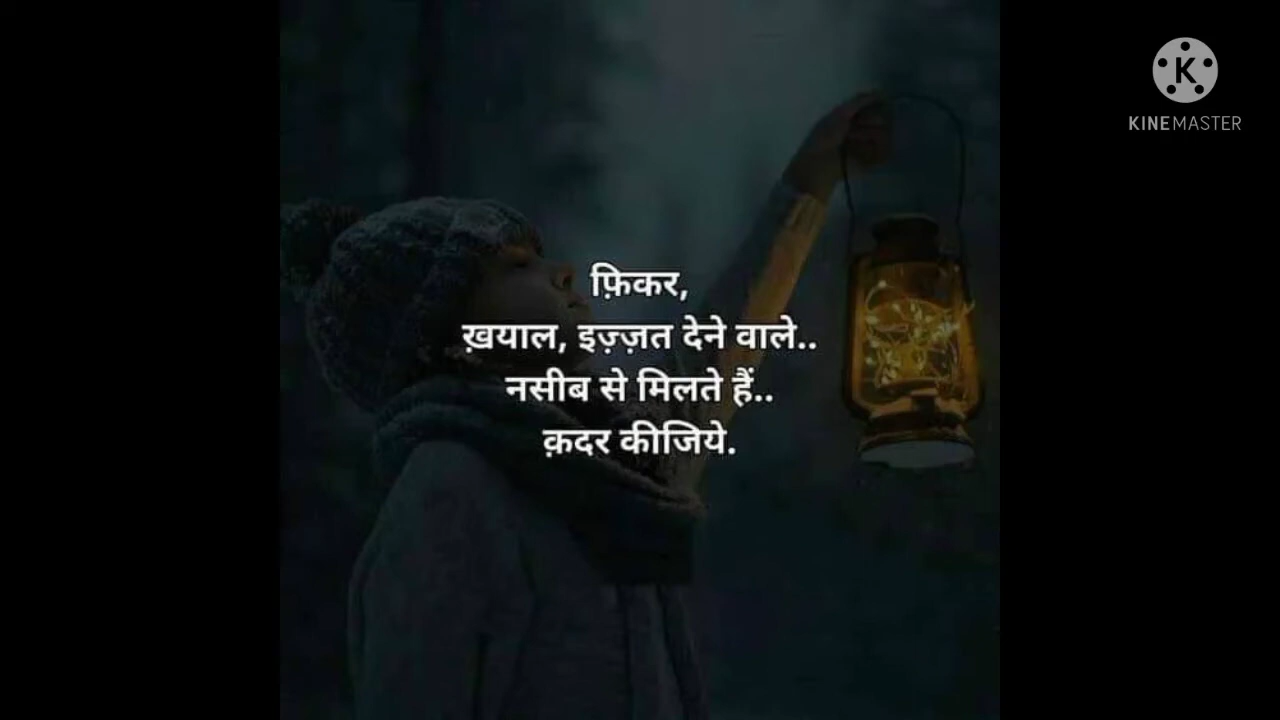 फ़िकर,
ख़याल, इज़्ज़त देने वाले..
नसीब से मिलते हैं..
क़दर कीजिये.
K
KINEMASTER